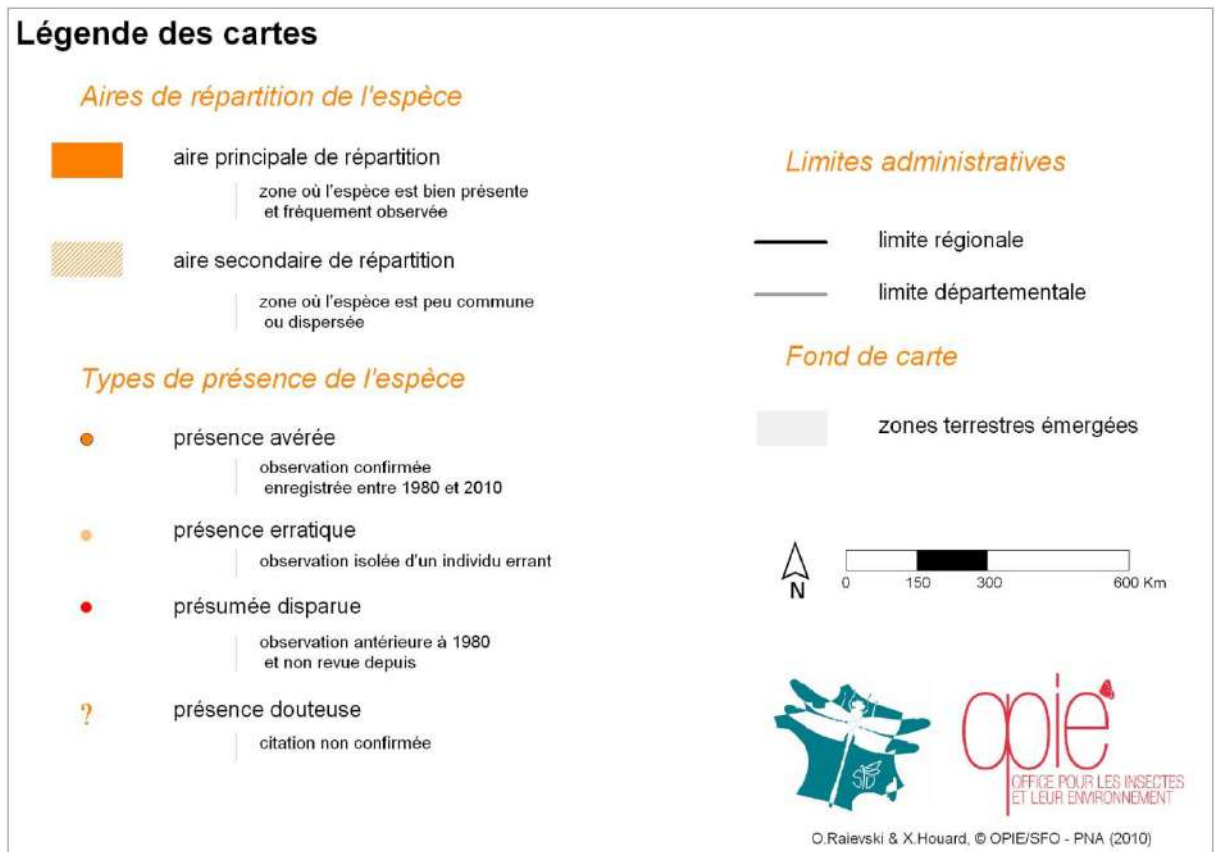 Légende des cartes
Aires de répartition de l'espèce
aire principale de répartition
zone où l'espèce est bien présente
et fréquement observée
aire secondaire de répartition
zone où l'espèce est peu commune
ou dispersée
Types de présence de l'espèce
présence avérée
observation confirmée
enregistrée entre 1980 et 2010
présence erratique
observation isolée d'un individu errant
présumée disparue
observation antérieure à 1980
et non revue depuis
?
présence douteuse
citation non confirmée
Limites administratives
limite régionale
limite départementale
Fond de carte
zones terrestres émergées
N
0 150 300 600 Km
opie
OFFICE POUR LES INSECTES
ET LEUR ENVIRONNEMENT
O.Raievski & X.Houard, © OPIE/SFO - PNA (2010)